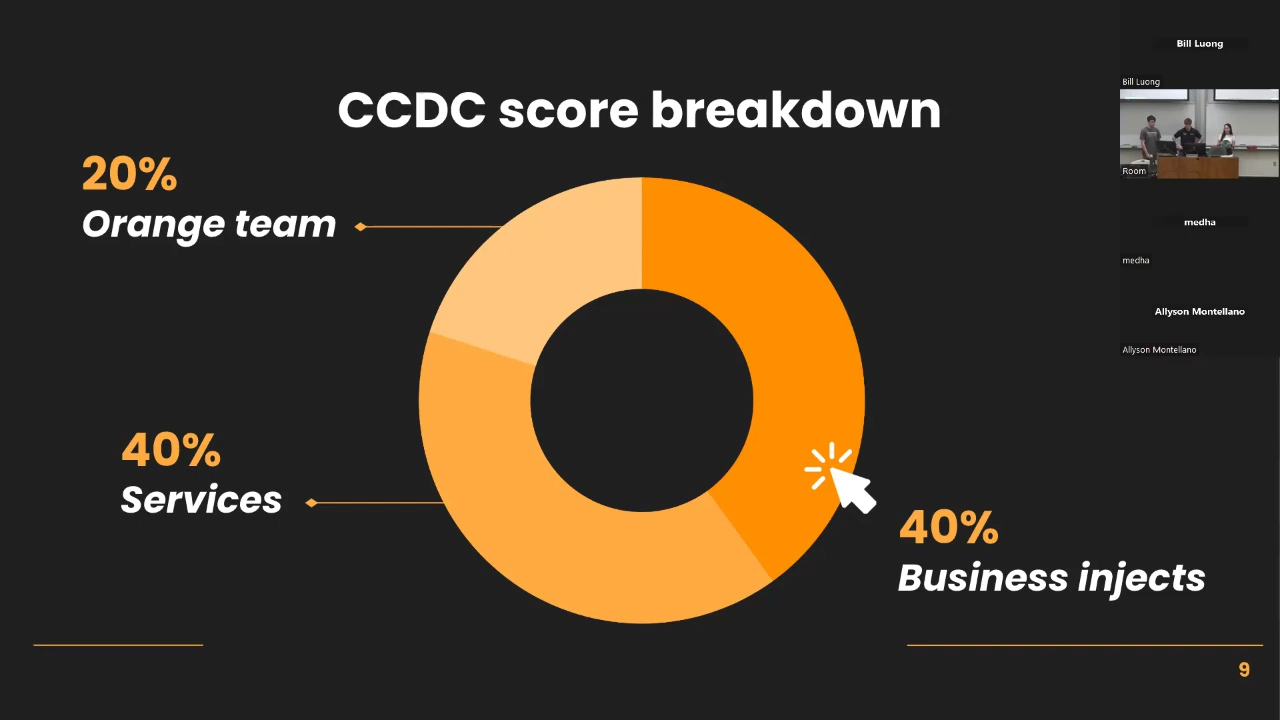 CCDC score breakdown
20%
Orange team
40%
Services
40%
Business injects
9
Bill Luong
Bill Luong
Room
medha
medha
Allyson Montellano
Allyson Montellano